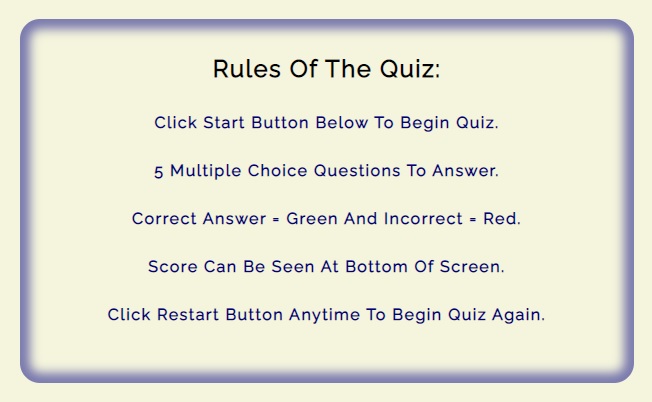 Rules Of The Quiz:
Click Start Button Below To Begin Quiz.
5 Multiple Choice Questions To Answer.
Correct Answer = Green And Incorrect = Red.
Score Can Be Seen At Bottom Of Screen.
Click Restart Button Anytime To Begin Quiz Again.